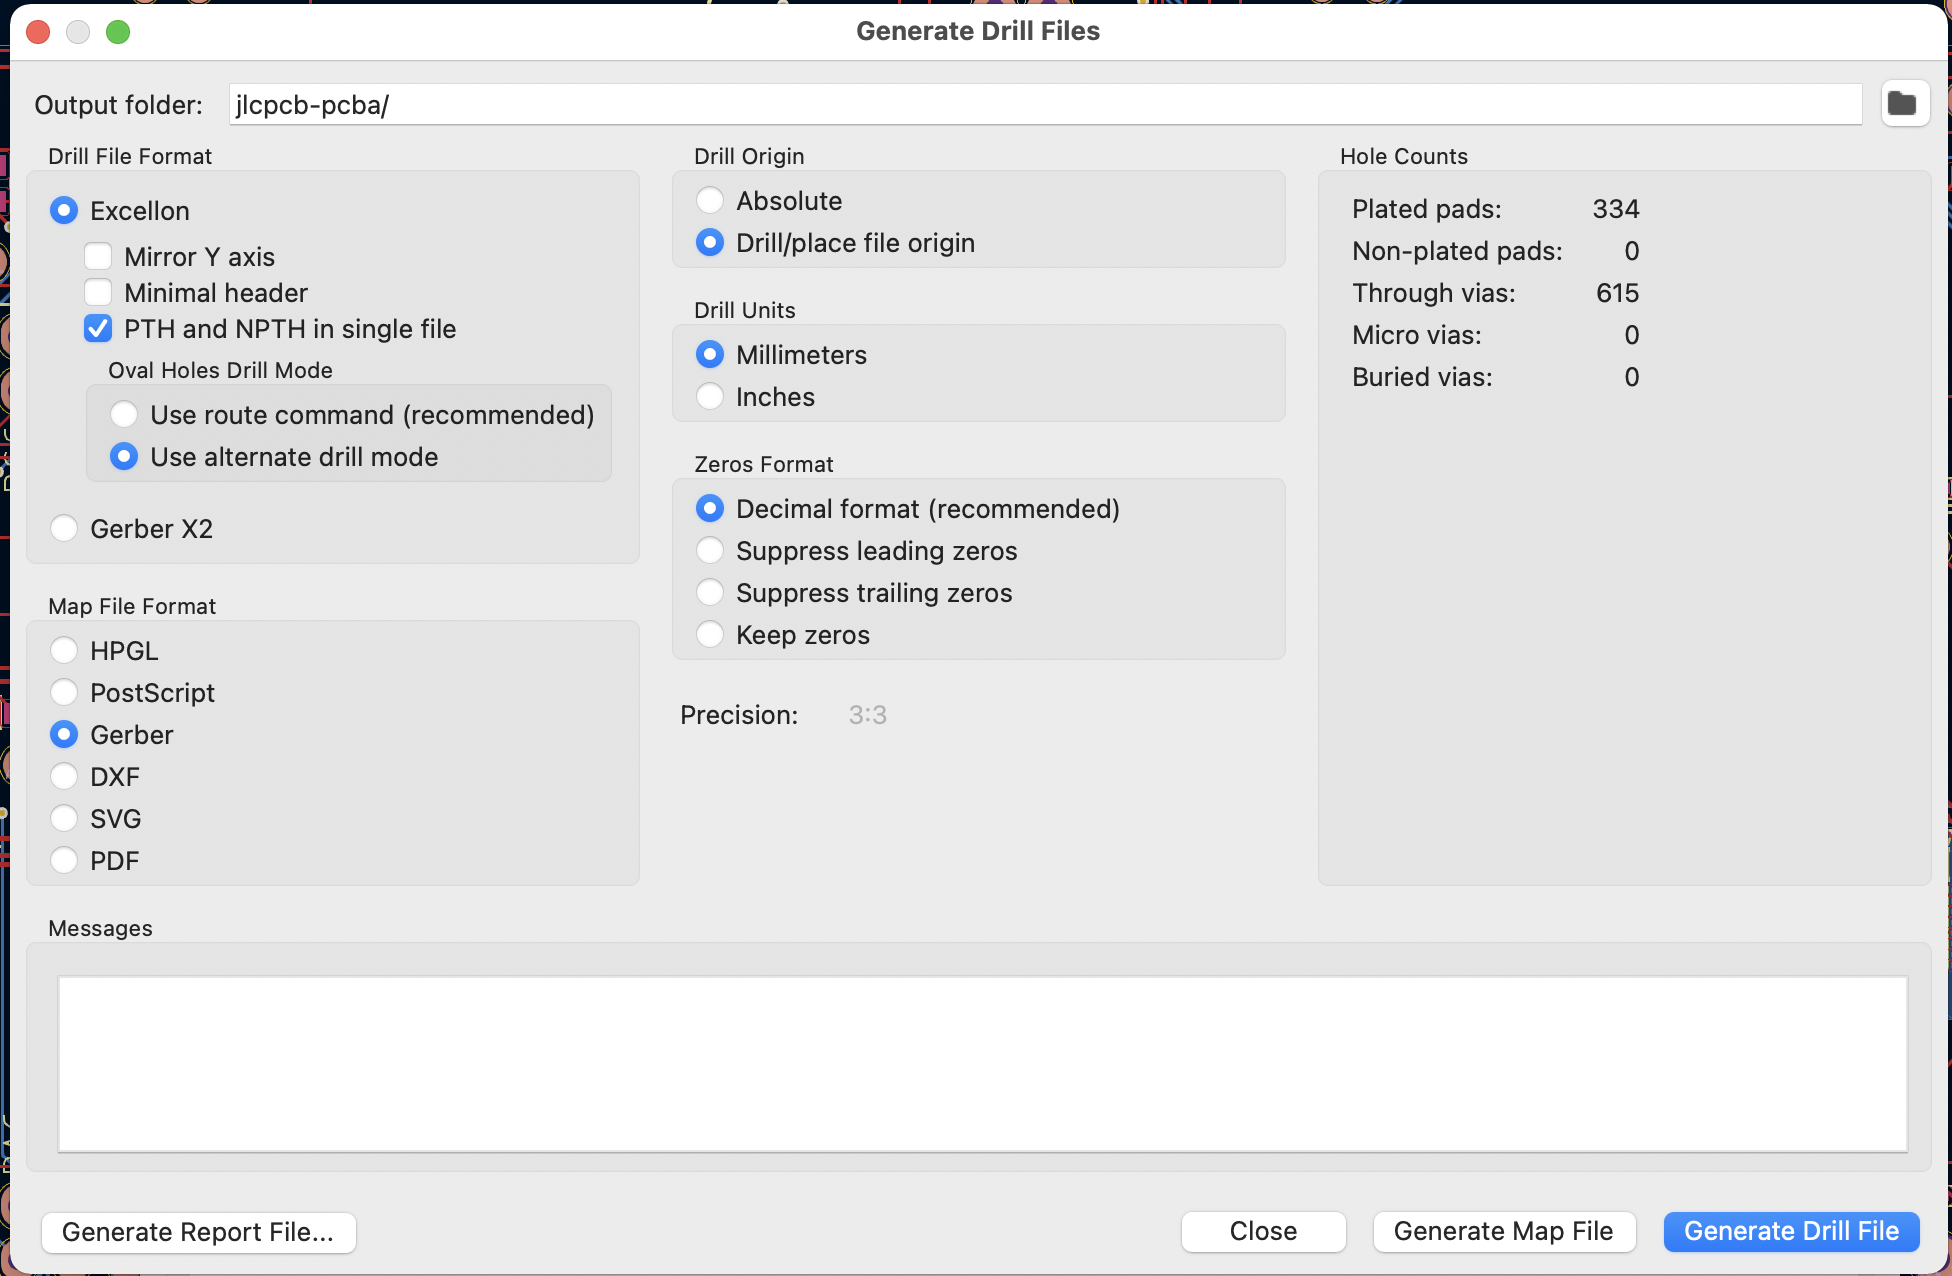 Generate Drill Files
Output folder: jlcpcb-pcba/
Drill File Format
Excellon
Mirror Y axis
Minimal header
PTH and NPTH in single file
Oval Holes Drill Mode
Use route command (recommended)
Use alternate drill mode
Gerber X2
Map File Format
HPGL
PostScript
Gerber
DXF
SVG
PDF
Drill Origin
Absolute
Drill/place file origin
Drill Units
Millimeters
Inches
Zeros Format
Decimal format (recommended)
Suppress leading zeros
Suppress trailing zeros
Keep zeros
Precision: 3:3
Hole Counts
Plated pads: 334
Non-plated pads: 0
Through vias: 615
Micro vias: 0
Buried vias: 0
Messages
Generate Report File...
Close
Generate Map File
Generate Drill File